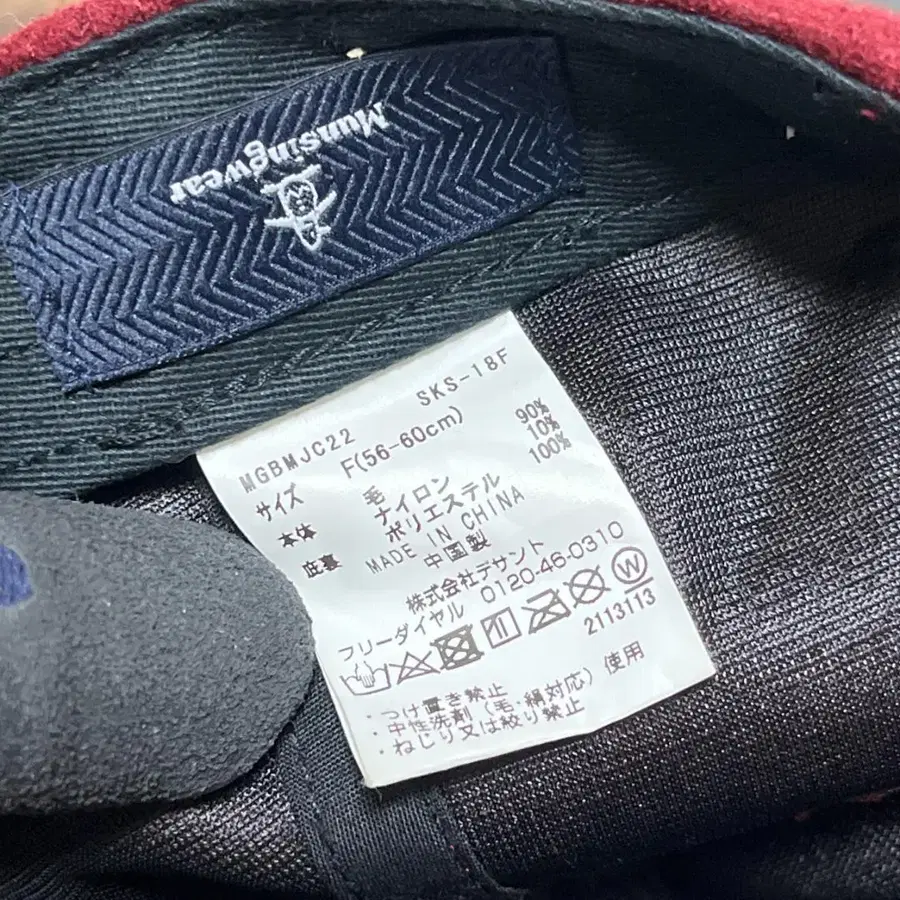 Munsingwear
MGBMJC22 SKS-18F
サイズ F(56-60cm)
本体 毛 90%
ナイロン 10%
庇裏 ポリエステル 100%
MADE IN CHINA
中国製
株式会社デサント
フリーダイヤル 0120-46-0310
W
2113113
・つけ置き禁止
・中性洗剤(毛・絹対応)使用
・ねじり又は絞り禁止